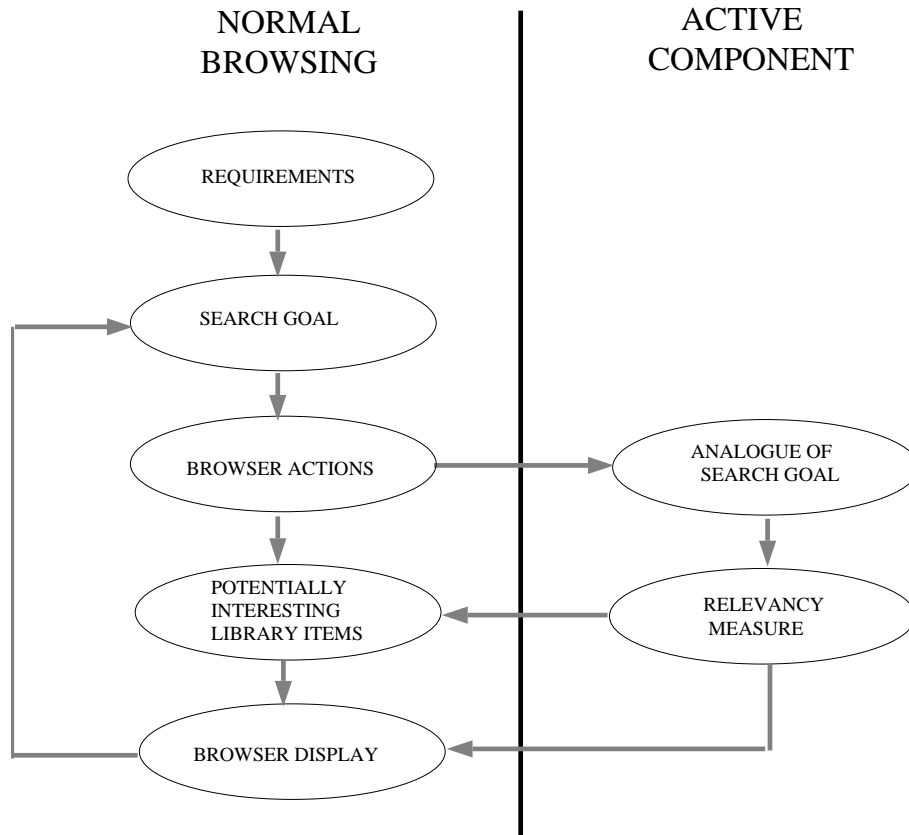 NORMAL
BROWSING
ACTIVE
COMPONENT
REQUIREMENTS
SEARCH GOAL
BROWSER ACTIONS
ANALOGUE OF
SEARCH GOAL
POTENTIALLY
INTERESTING
LIBRARY ITEMS
RELEVANCY
MEASURE
BROWSER DISPLAY